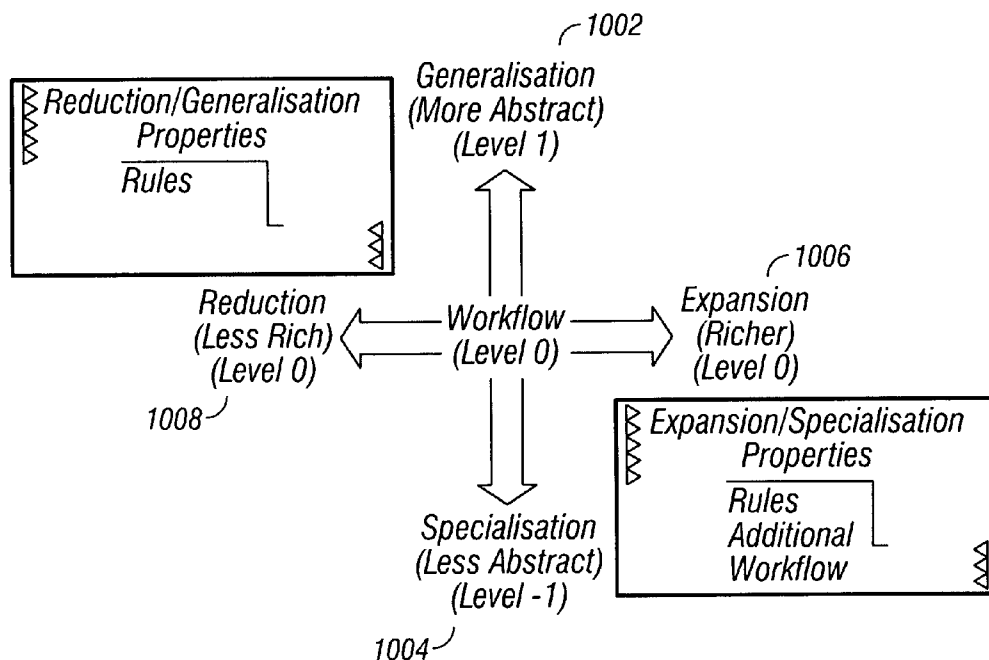 1002
Generalisation
(More Abstract)
(Level 1)
Reduction/Generalisation
Properties
Rules
1006
Reduction
(Less Rich)
(Level 0)
1008
Workflow
(Level 0)
Expansion
(Richer)
(Level 0)
Expansion/Specialisation
Properties
Rules
Additional
Workflow
Specialisation
(Less Abstract)
(Level -1)
1004